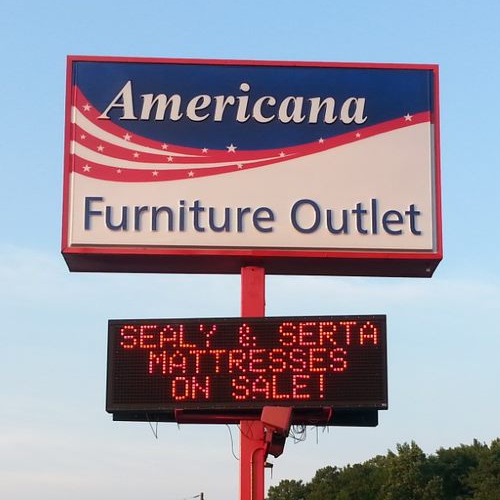 Americana
Furniture Outlet
SEALY & SERTA
MATTRESSES
ON SALE!